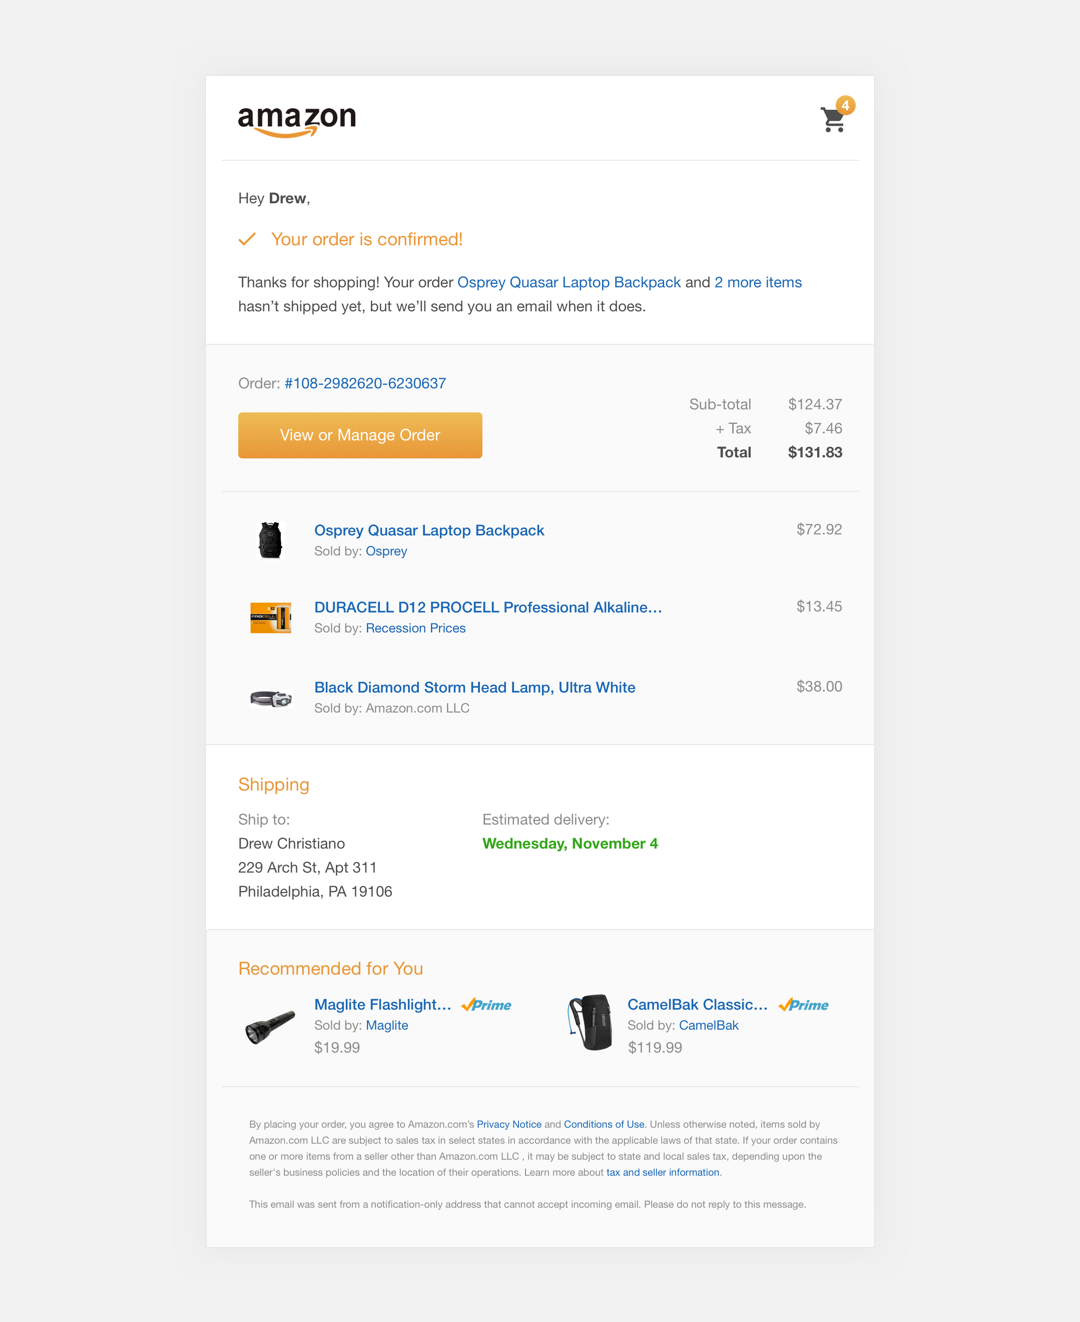 amazon
4
Hey Drew,
Your order is confirmed!
Thanks for shopping! Your order Osprey Quasar Laptop Backpack and 2 more items
hasn’t shipped yet, but we’ll send you an email when it does.
Order: #108-2982620-6230637
View or Manage Order
Sub-total $124.37
+ Tax $7.46
Total $131.83
Osprey Quasar Laptop Backpack $72.92
Sold by: Osprey
DURACELL D12 PROCELL Professional Alkaline… $13.45
Sold by: Recession Prices
Black Diamond Storm Head Lamp, Ultra White $38.00
Sold by: Amazon.com LLC
Shipping
Ship to:
Drew Christiano
229 Arch St, Apt 311
Philadelphia, PA 19106
Estimated delivery:
Wednesday, November 4
Recommended for You
Maglite Flashlight… Prime
Sold by: Maglite
$19.99
CamelBak Classic… Prime
Sold by: CamelBak
$119.99
By placing your order, you agree to Amazon.com’s Privacy Notice and Conditions of Use. Unless otherwise noted, items sold by
Amazon.com LLC are subject to sales tax in select states in accordance with the applicable laws of that state. If your order contains
one or more items from a seller other than Amazon.com LLC , it may be subject to state and local sales tax, depending upon the
seller's business policies and the location of their operations. Learn more about tax and seller information.
This email was sent from a notification-only address that cannot accept incoming email. Please do not reply to this message.